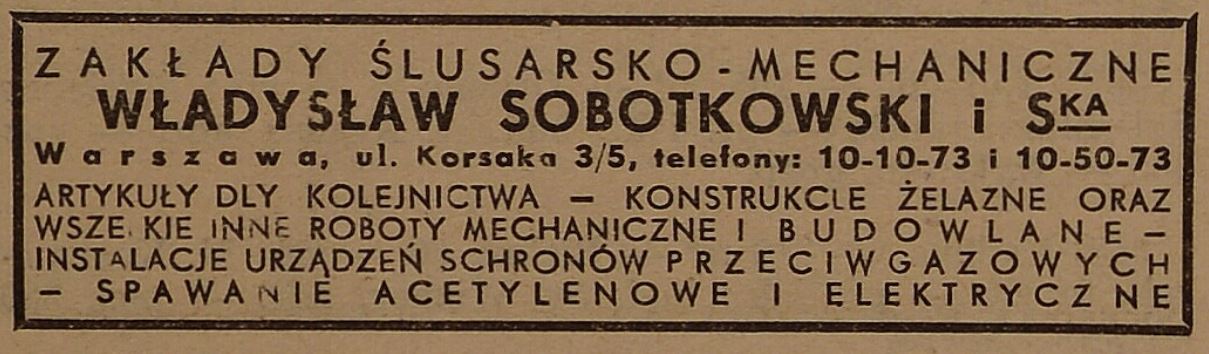 ZAKŁADY ŚLUSARSKO-MECHANICZNE
WŁADYSŁAW SOBOTKOWSKI i SKA
Warszawa, ul. Korsaka 3/5, telefony: 10-10-73 i 10-50-73
ARTYKUŁY DLY KOLEJNICTWA — KONSTRUKCLE ŻELAZNE ORAZ
WSZE KIE INNE ROBOTY MECHANICZNE I BUDOWLANE —
INSTALACJE URZĄDZEŃ SCHRONÓW PRZECIWGAZOWYCH
— SPAWANIE ACETYLENOWE I ELEKTRYCZNE